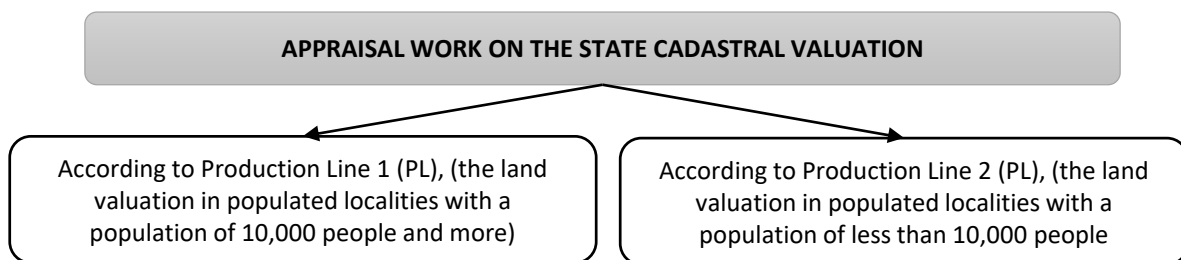 APPRAISAL WORK ON THE STATE CADASTRAL VALUATION
According to Production Line 1 (PL), (the land
valuation in populated localities with a
population of 10,000 people and more)
According to Production Line 2 (PL), (the land
valuation in populated localities with a
population of less than 10,000 people